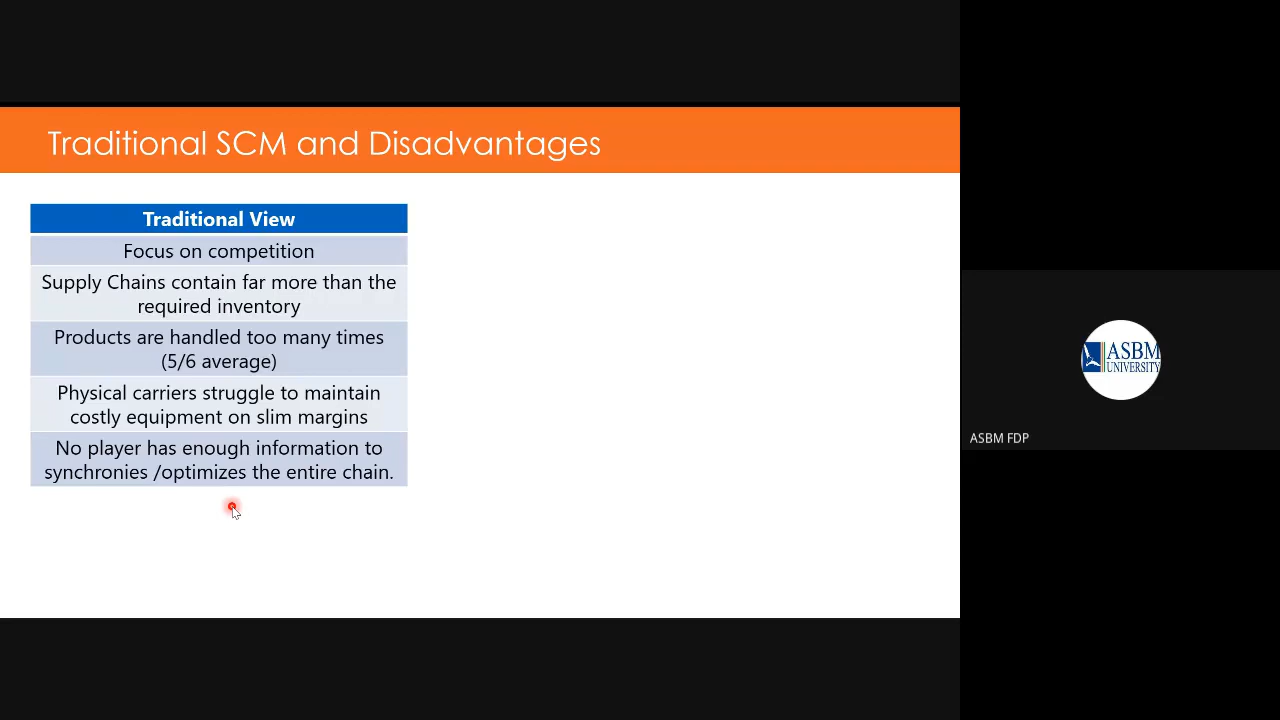 Traditional SCM and Disadvantages
Traditional View
Focus on competition
Supply Chains contain far more than the
required inventory
Products are handled too many times
(5/6 average)
Physical carriers struggle to maintain
costly equipment on slim margins
No player has enough information to
synchronies /optimizes the entire chain.
ASBM
UNIVERSITY
ASBM FDP